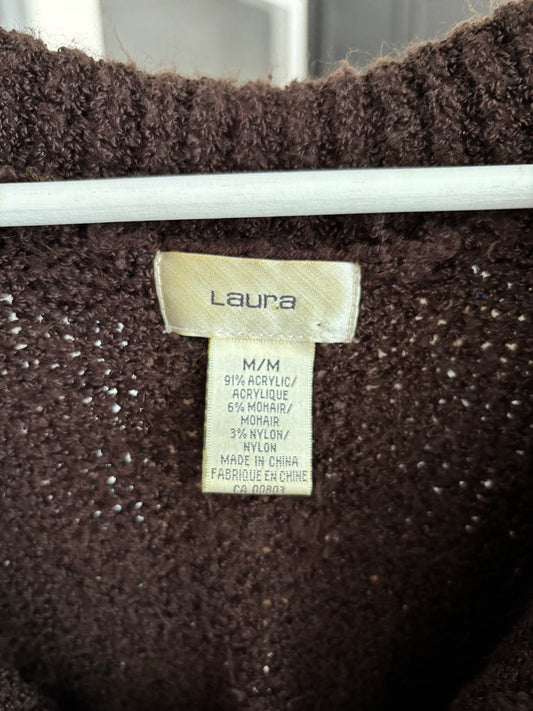 Laura
M/M
91% ACRYLIC/
ACRYLIQUE
6% MOHAIR/
MOHAIR
3% NYLON/
NYLON
MADE IN CHINA
FABRIQUE EN CHINE
CA 00803